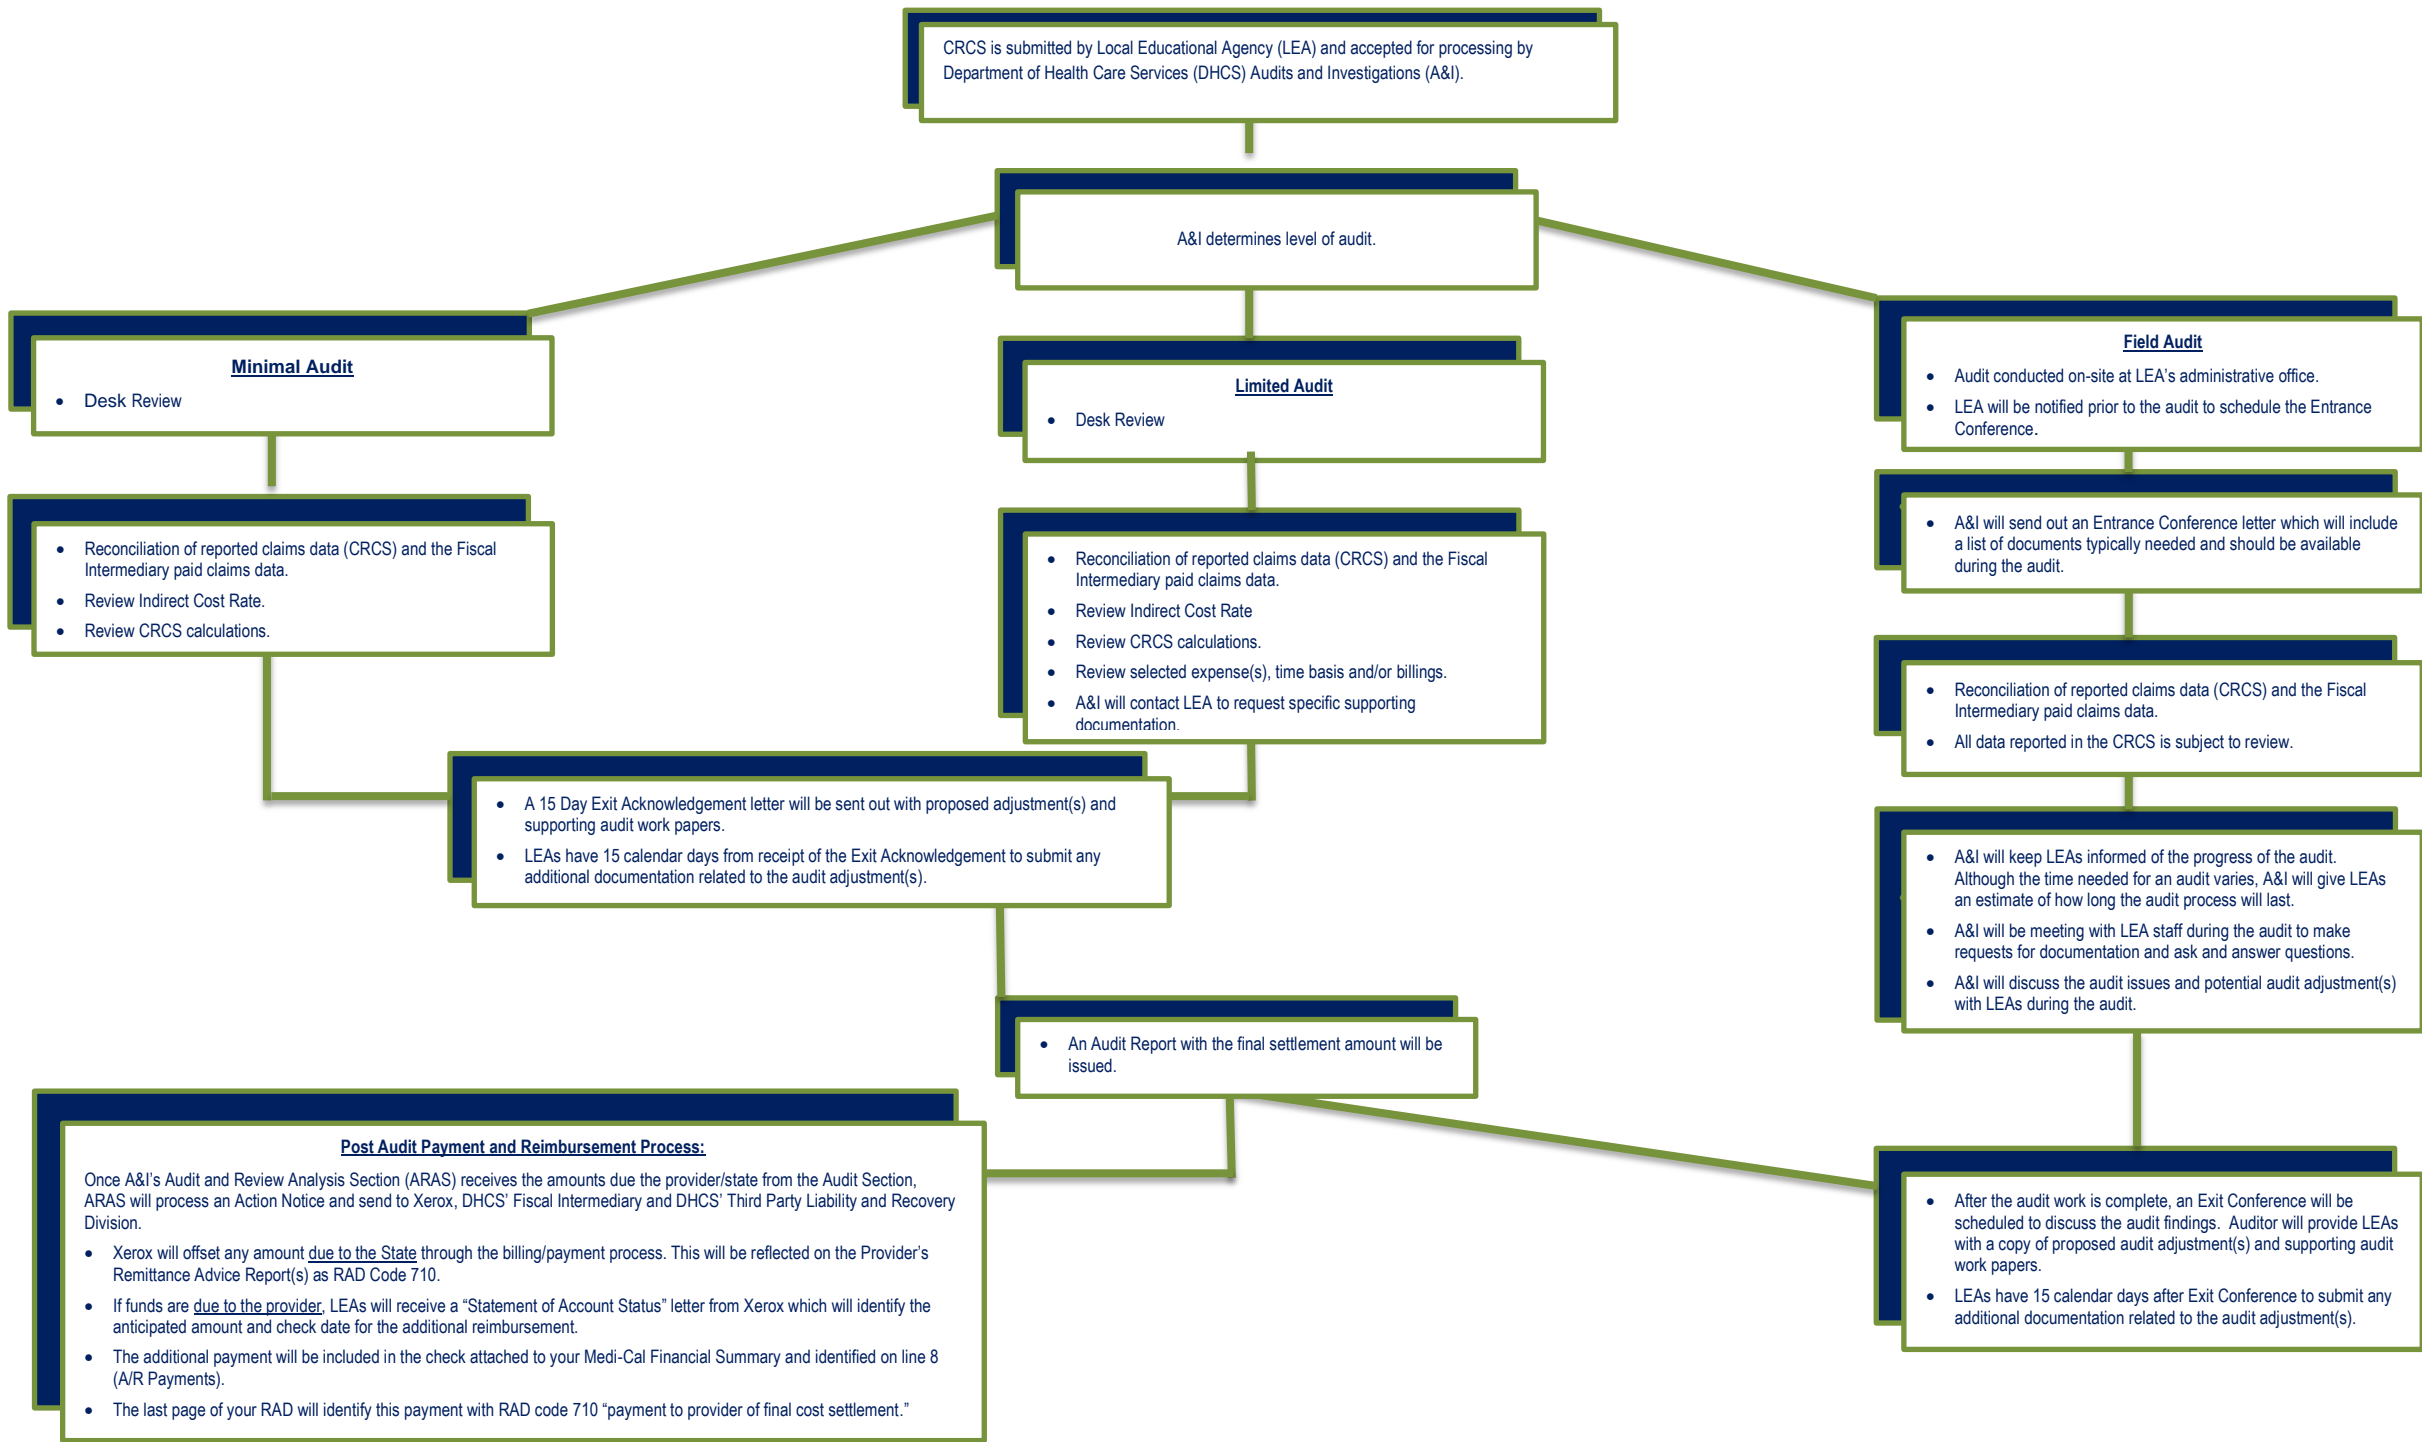 CRCS is submitted by Local Educational Agency (LEA) and accepted for processing by
Department of Health Care Services (DHCS) Audits and Investigations (A&I).
A&I determines level of audit.
Minimal Audit
• Desk Review
Limited Audit
• Desk Review
Field Audit
• Audit conducted on-site at LEA’s administrative office.
• LEA will be notified prior to the audit to schedule the Entrance
Conference.
• Reconciliation of reported claims data (CRCS) and the Fiscal
Intermediary paid claims data.
• Review Indirect Cost Rate.
• Review CRCS calculations.
• Reconciliation of reported claims data (CRCS) and the Fiscal
Intermediary paid claims data.
• Review Indirect Cost Rate
• Review CRCS calculations.
• Review selected expense(s), time basis and/or billings.
• A&I will contact LEA to request specific supporting
documentation.
• A&I will send out an Entrance Conference letter which will include
a list of documents typically needed and should be available
during the audit.
• Reconciliation of reported claims data (CRCS) and the Fiscal
Intermediary paid claims data.
• All data reported in the CRCS is subject to review.
• A 15 Day Exit Acknowledgement letter will be sent out with proposed adjustment(s) and
supporting audit work papers.
• LEAs have 15 calendar days from receipt of the Exit Acknowledgement to submit any
additional documentation related to the audit adjustment(s).
• A&I will keep LEAs informed of the progress of the audit.
Although the time needed for an audit varies, A&I will give LEAs
an estimate of how long the audit process will last.
• A&I will be meeting with LEA staff during the audit to make
requests for documentation and ask and answer questions.
• A&I will discuss the audit issues and potential audit adjustment(s)
with LEAs during the audit.
• An Audit Report with the final settlement amount will be
issued.
Post Audit Payment and Reimbursement Process:
Once A&I’s Audit and Review Analysis Section (ARAS) receives the amounts due the provider/state from the Audit Section,
ARAS will process an Action Notice and send to Xerox, DHCS’ Fiscal Intermediary and DHCS’ Third Party Liability and Recovery
Division.
• Xerox will offset any amount due to the State through the billing/payment process. This will be reflected on the Provider’s
Remittance Advice Report(s) as RAD Code 710.
• If funds are due to the provider, LEAs will receive a “Statement of Account Status” letter from Xerox which will identify the
anticipated amount and check date for the additional reimbursement.
• The additional payment will be included in the check attached to your Medi-Cal Financial Summary and identified on line 8
(A/R Payments).
• The last page of your RAD will identify this payment with RAD code 710 “payment to provider of final cost settlement.”
• After the audit work is complete, an Exit Conference will be
scheduled to discuss the audit findings. Auditor will provide LEAs
with a copy of proposed audit adjustment(s) and supporting audit
work papers.
• LEAs have 15 calendar days after Exit Conference to submit any
additional documentation related to the audit adjustment(s).